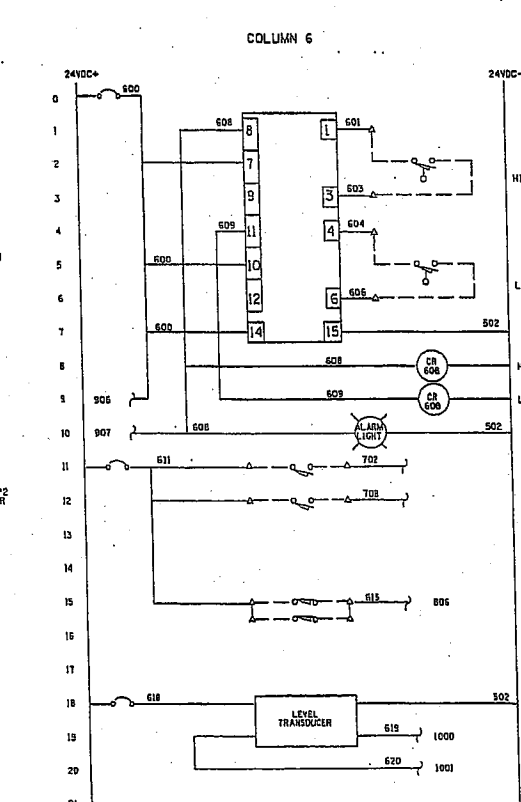 COLUMN 6
24VDC+ 24VDC-
0 600
1 608 8 1 601
2 7
3 9 3 603
HI
4 609 11 4 604
5 600 10
L
6 12 6 606
7 600 14 15 502
8 608 CR 608
9 906 609 CR
10 907 608 ALARM LIGHT 502
11 611 702
12 703
13
14
15 615 806
16
17
18 618 502
LEVEL
TRANSDUCER
19 619 1000
20 620 1001